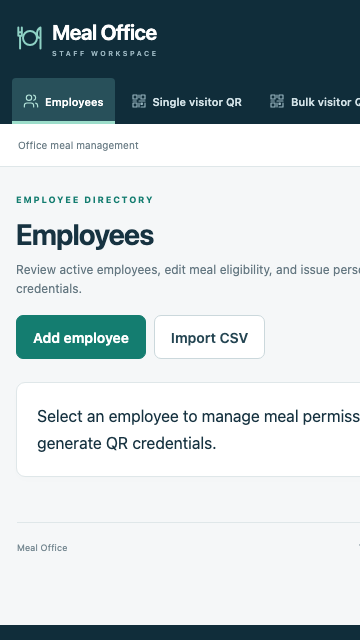 Meal Office
STAFF WORKSPACE
Employees
Single visitor QR
Bulk visitor
Office meal management
EMPLOYEE DIRECTORY
Employees
Review active employees, edit meal eligibility, and issue
credentials.
Add employee
Import CSV
Select an employee to manage meal
generate QR credentials.
Meal Office